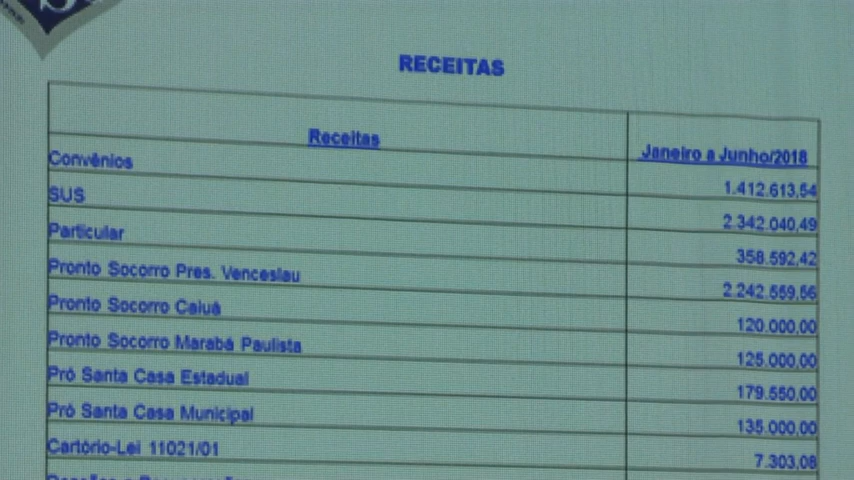 RECEITAS
Receitas Janeiro a Junho/2018
Convênios 1.412.613,54
SUS 2.342.040,49
Particular 358.592,42
Pronto Socorro Pres. Venceslau 2.242.559,56
Pronto Socorro Caiuá 120.000,00
Pronto Socorro Marabá Paulista 125.000,00
Pró Santa Casa Estadual 179.550,00
Pró Santa Casa Municipal 135.000,00
Cartório-Lei 11021/01 7.303,08